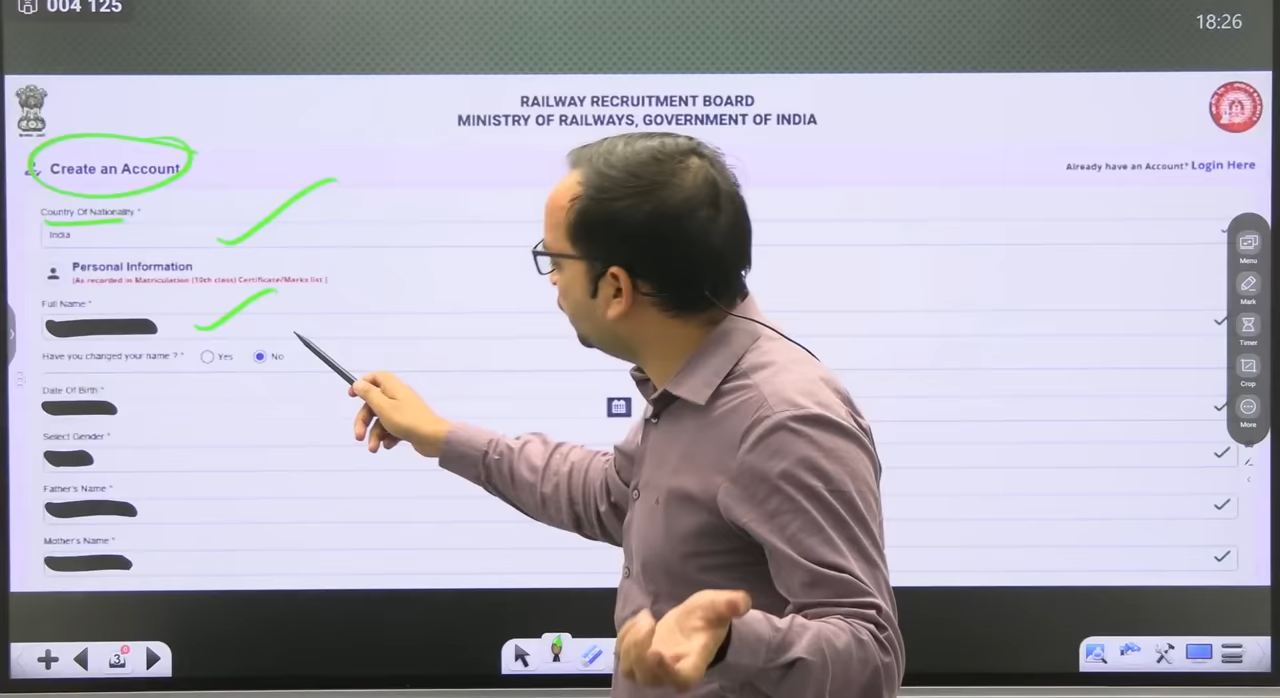 004 125
18:26
RAILWAY RECRUITMENT BOARD
MINISTRY OF RAILWAYS, GOVERNMENT OF INDIA
Create an Account
Already have an Account? Login Here
Country Of Nationality *
India
Personal Information
(As recorded in Matriculation (10th class) Certificate/Marks list )
Full Name *
Have you changed your name ? * Yes No
Date Of Birth *
Select Gender *
Father's Name *
Mother's Name *
Menu
Mark
Timer
Crop
More
3